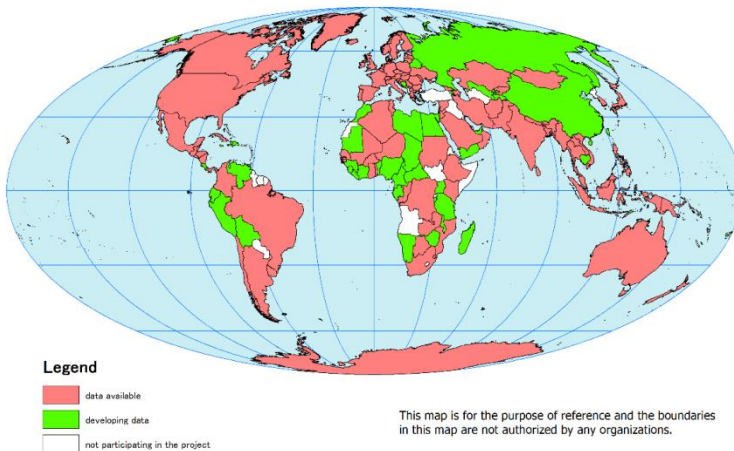 Legend
data available
developing data
not participating in the project
This map is for the purpose of reference and the boundaries
in this map are not authorized by any organizations.